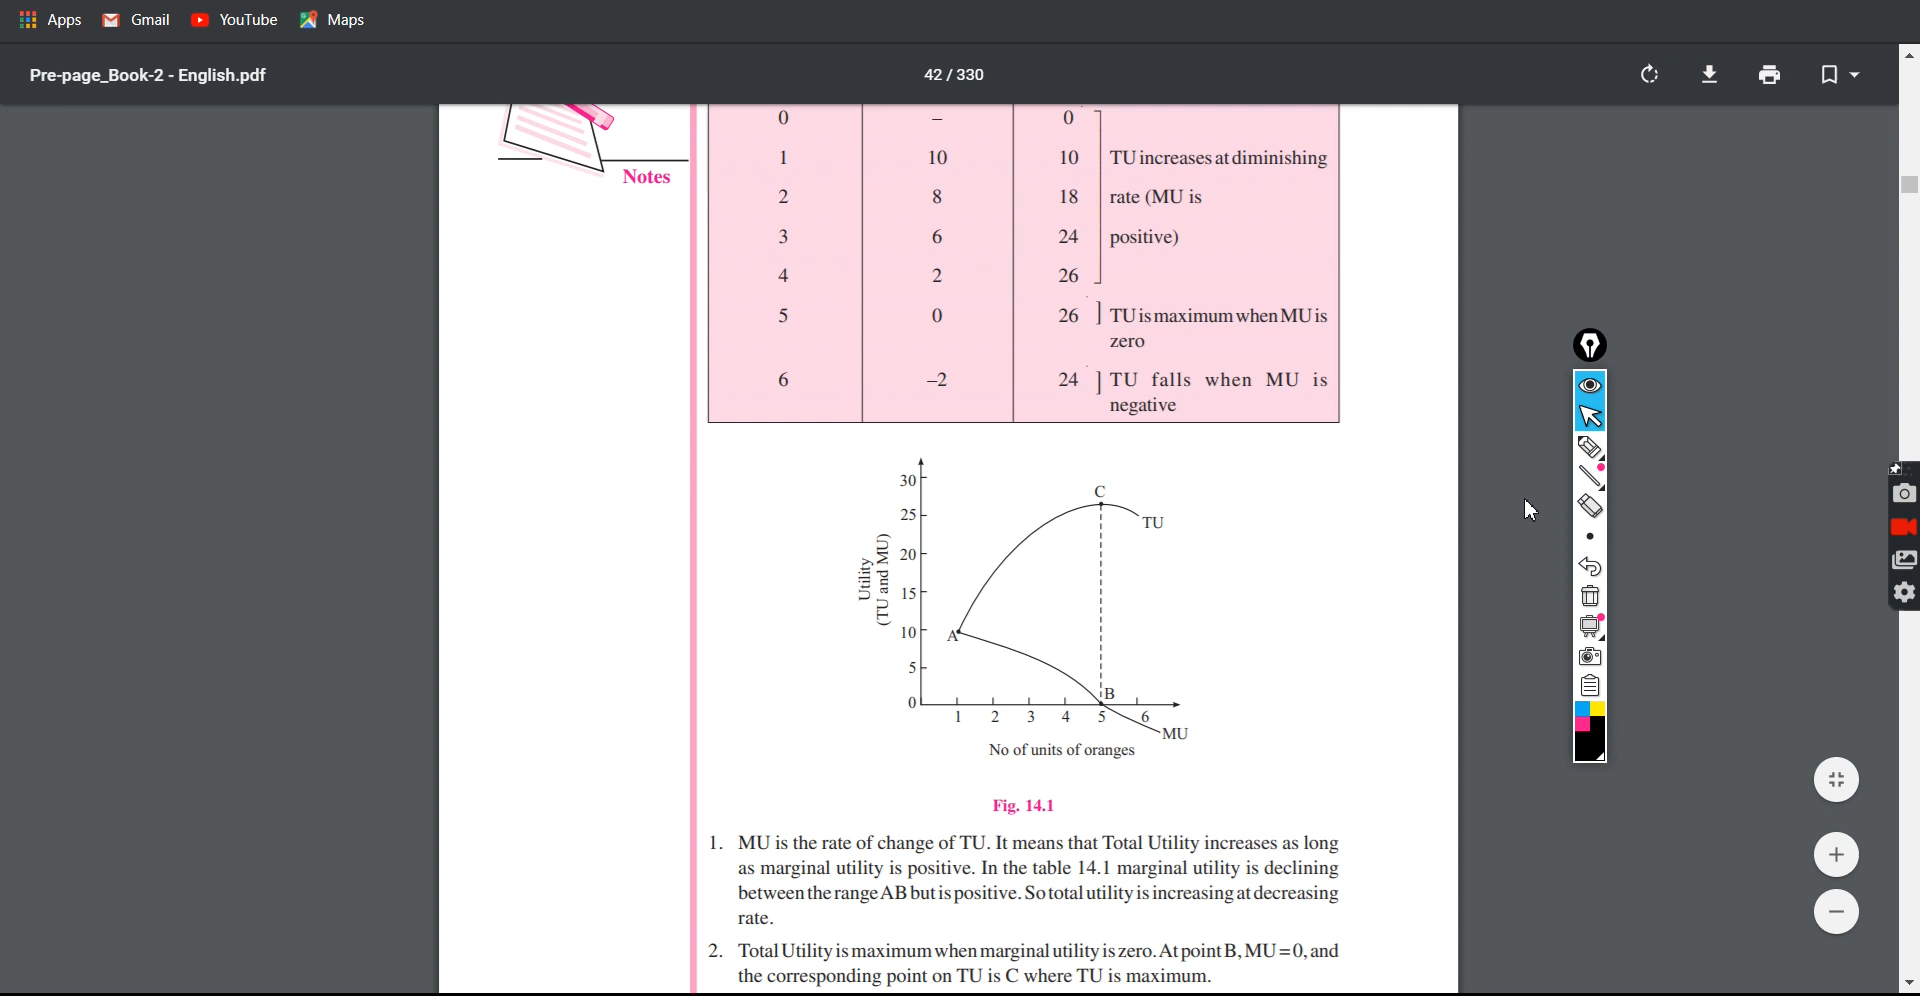 Apps Gmail YouTube Maps
Pre-page_Book-2 - English.pdf 42 / 330
Notes
0 – 0
1 10 10 TU increases at diminishing
2 8 18 rate (MU is
3 6 24 positive)
4 2 26
5 0 26 TU is maximum when MU is
zero
6 –2 24 TU falls when MU is
negative
Utility
(TU and MU)
30
25
20
15
10
5
0
C
TU
A
B
1 2 3 4 5 6
MU
No of units of oranges
Fig. 14.1
1. MU is the rate of change of TU. It means that Total Utility increases as long
as marginal utility is positive. In the table 14.1 marginal utility is declining
between the range AB but is positive. So total utility is increasing at decreasing
rate.
2. Total Utility is maximum when marginal utility is zero. At point B, MU = 0, and
the corresponding point on TU is C where TU is maximum.